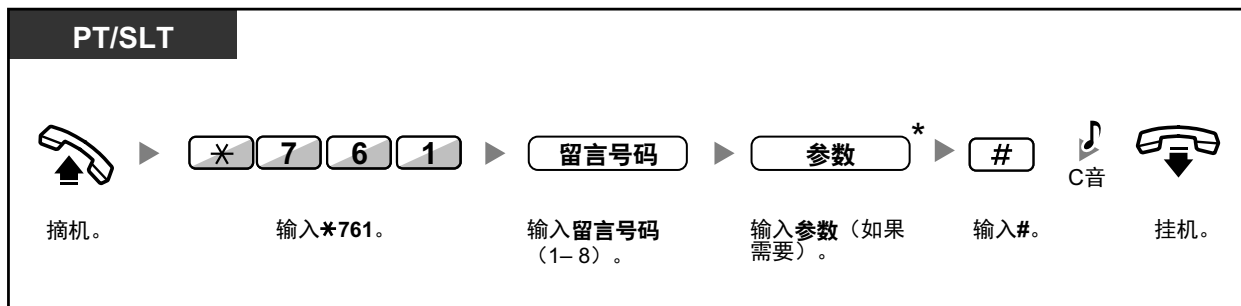 PT/SLT
* 7 6 1
留言号码
参数*
#
C音
摘机。
输入*761。
输入留言号码
（1– 8）。
输入参数（如果
需要）。
输入#。
挂机。